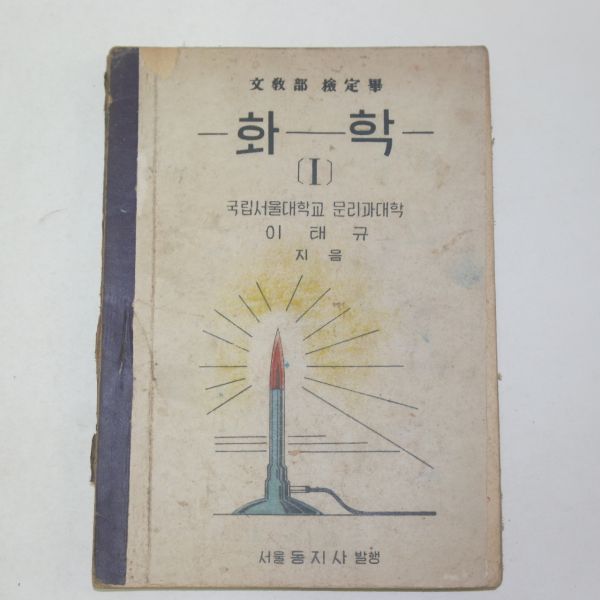 文敎部 檢定畢
화학
〔I〕
국립서울대학교 문리과대학
이태규
지음
서울 동지사 발행